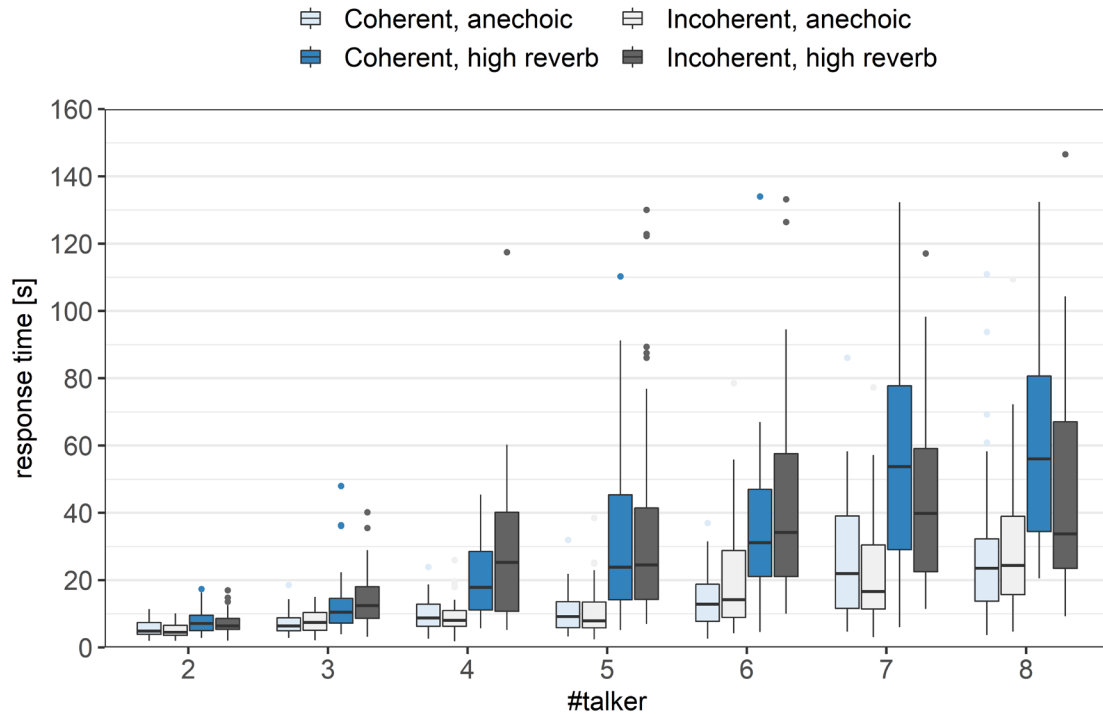 Coherent, anechoic Incoherent, anechoic
Coherent, high reverb Incoherent, high reverb
160
140
120
100
80
60
40
20
0
response time [s]
2 3 4 5 6 7 8
#talker